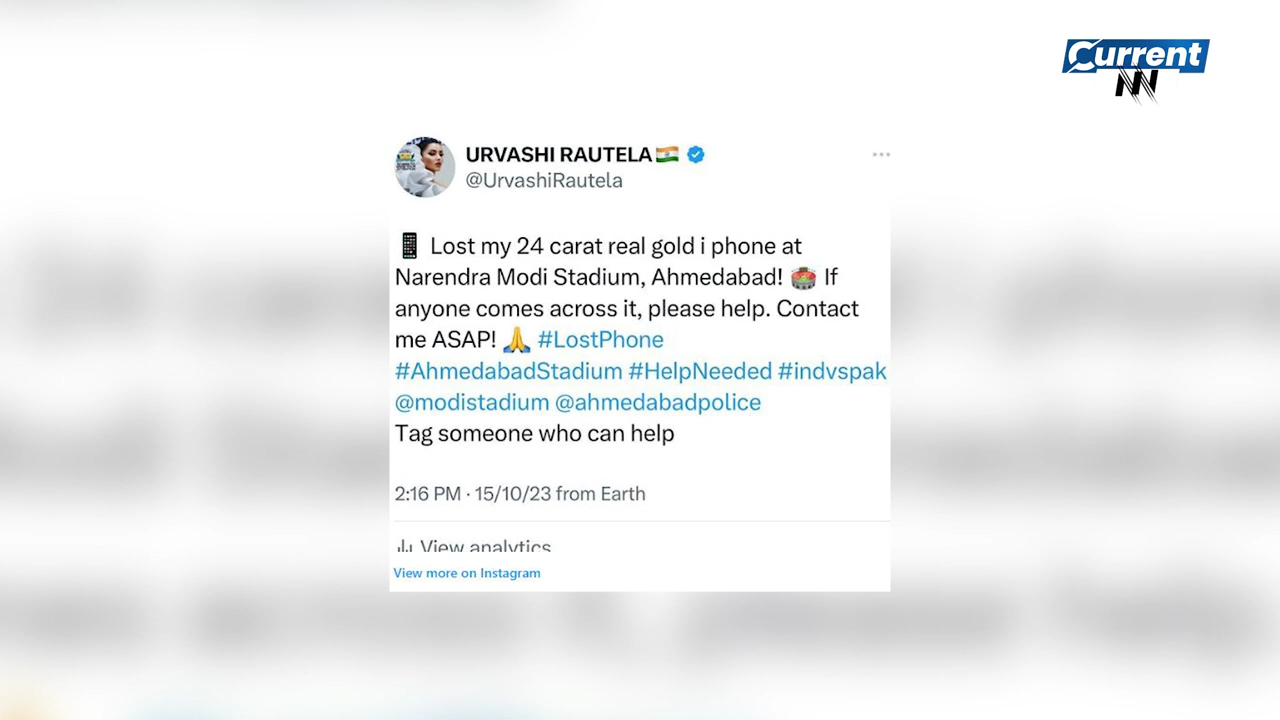 Current
NN
URVASHI RAUTELA🇮🇳
@UrvashiRautela
📱 Lost my 24 carat real gold i phone at
Narendra Modi Stadium, Ahmedabad! 🏟️ If
anyone comes across it, please help. Contact
me ASAP! 🙏 #LostPhone
#AhmedabadStadium #HelpNeeded #indvspak
@modistadium @ahmedabadpolice
Tag someone who can help
2:16 PM · 15/10/23 from Earth
View analytics
View more on Instagram